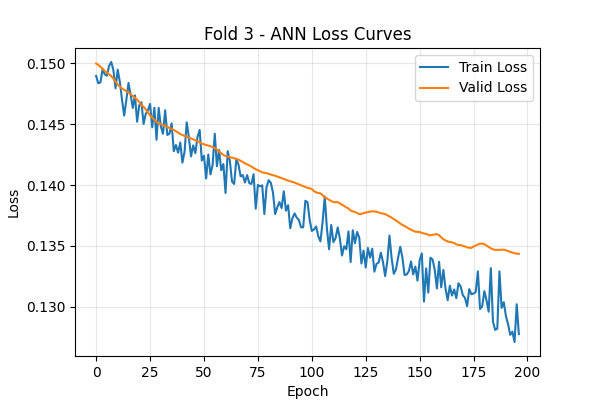 Fold 3 - ANN Loss Curves
Train Loss
Valid Loss
0.150
0.145
0.140
0.135
0.130
Loss
0 25 50 75 100 125 150 175 200
Epoch